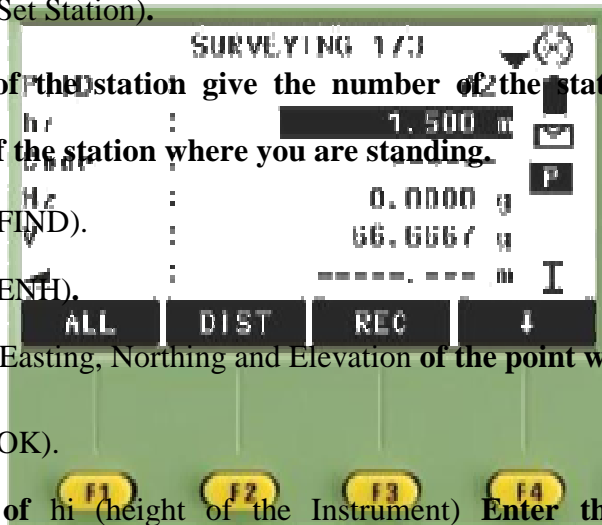 Set Station).
SURVEYING 1/3
of the station give the number of the stat
PtID :
hr : 1.500 m
f the station where you are standing.
Hz : 0.0000 g
FIND).
V : 66.6667 g
: -----.--- m I
ENH).
ALL DIST REC
Easting, Northing and Elevation of the point w
OK).
F1 F2 F3 F4
of hi (height of the Instrument) Enter th